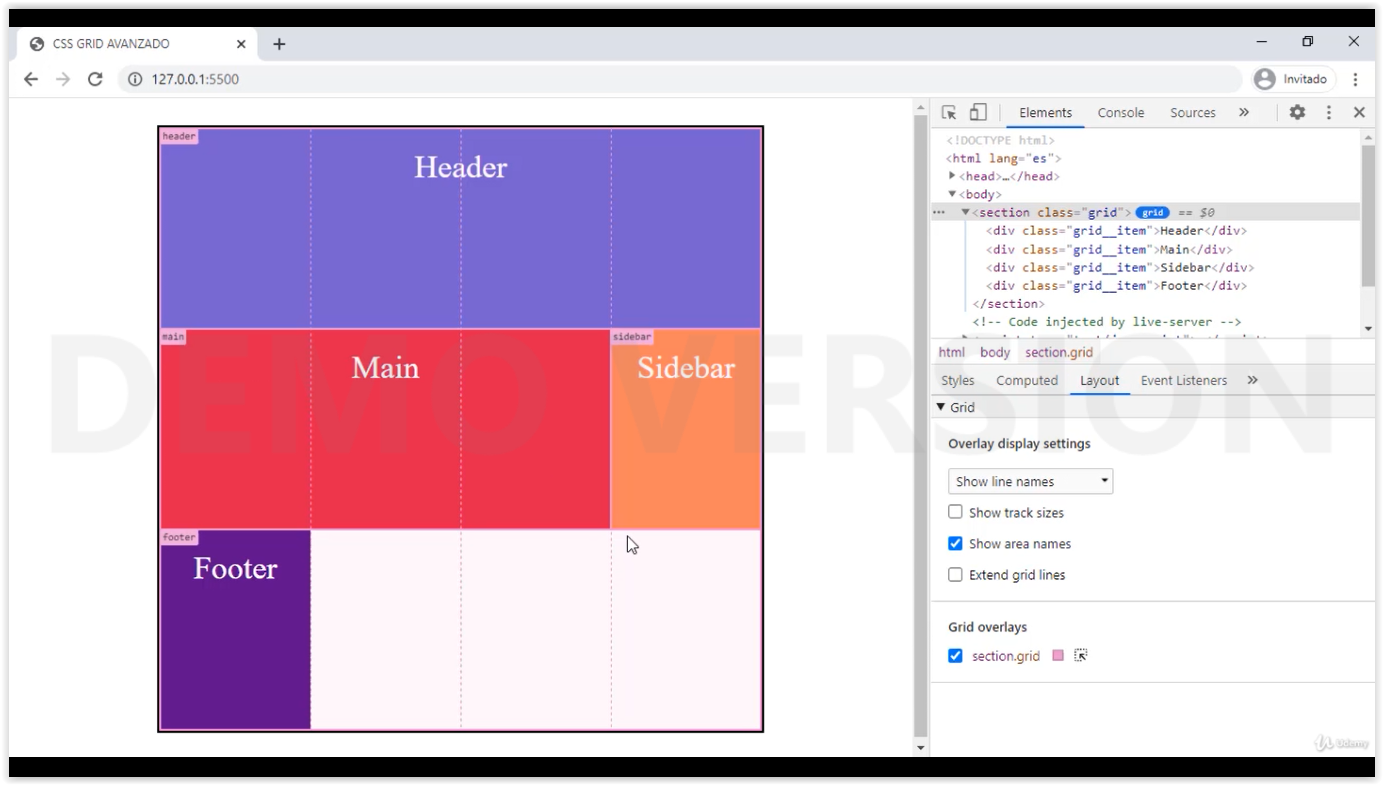 CSS GRID AVANZADO
127.0.0.1:5500
Invitado
header
Header
main
Main
sidebar
Sidebar
footer
Footer
Elements
Console
Sources
<!DOCTYPE html>
<html lang="es">
<head>…</head>
<body>
<section class="grid"> grid == $0
<div class="grid__item">Header</div>
<div class="grid__item">Main</div>
<div class="grid__item">Sidebar</div>
<div class="grid__item">Footer</div>
</section>
<!-- Code injected by live-server -->
html body section.grid
Styles Computed Layout Event Listeners
Grid
Overlay display settings
Show line names
Show track sizes
Show area names
Extend grid lines
Grid overlays
section.grid
DEMO VERSION
Udemy